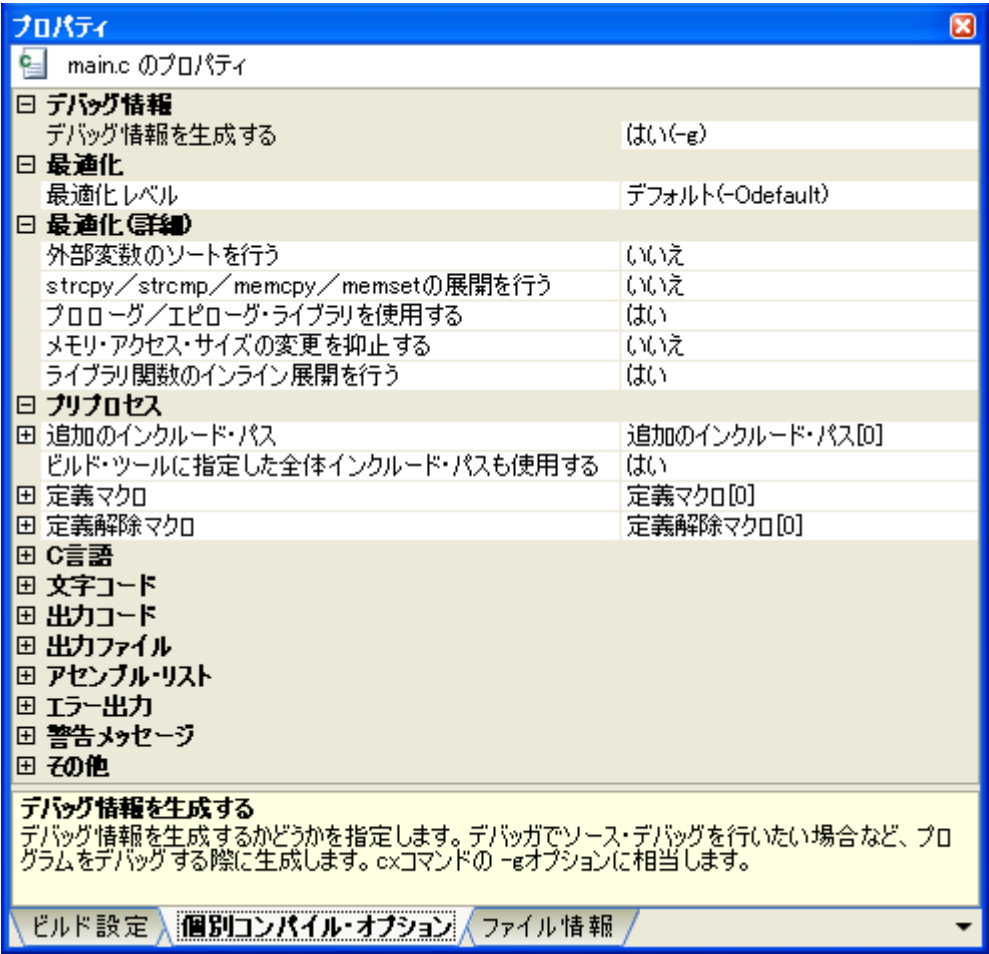 プロパティ
main.c のプロパティ
デバッグ情報
デバッグ情報を生成する はい(-g)
最適化
最適化レベル デフォルト(-Odefault)
最適化(詳細)
外部変数のソートを行う いいえ
strcpy／strcmp／memcpy／memsetの展開を行う いいえ
プロローグ／エピローグ・ライブラリを使用する はい
メモリ・アクセス・サイズの変更を抑止する いいえ
ライブラリ関数のインライン展開を行う はい
プリプロセス
追加のインクルード・パス 追加のインクルード・パス[0]
ビルド・ツールに指定した全体インクルード・パスも使用する はい
定義マクロ 定義マクロ[0]
定義解除マクロ 定義解除マクロ[0]
C言語
文字コード
出力コード
出力ファイル
アセンブル・リスト
エラー出力
警告メッセージ
その他
デバッグ情報を生成する
デバッグ情報を生成するかどうかを指定します。デバッガでソース・デバッグを行いたい場合など、プロ
グラムをデバッグする際に生成します。cxコマンドの -gオプションに相当します。
ビルド設定 個別コンパイル・オプション ファイル情報